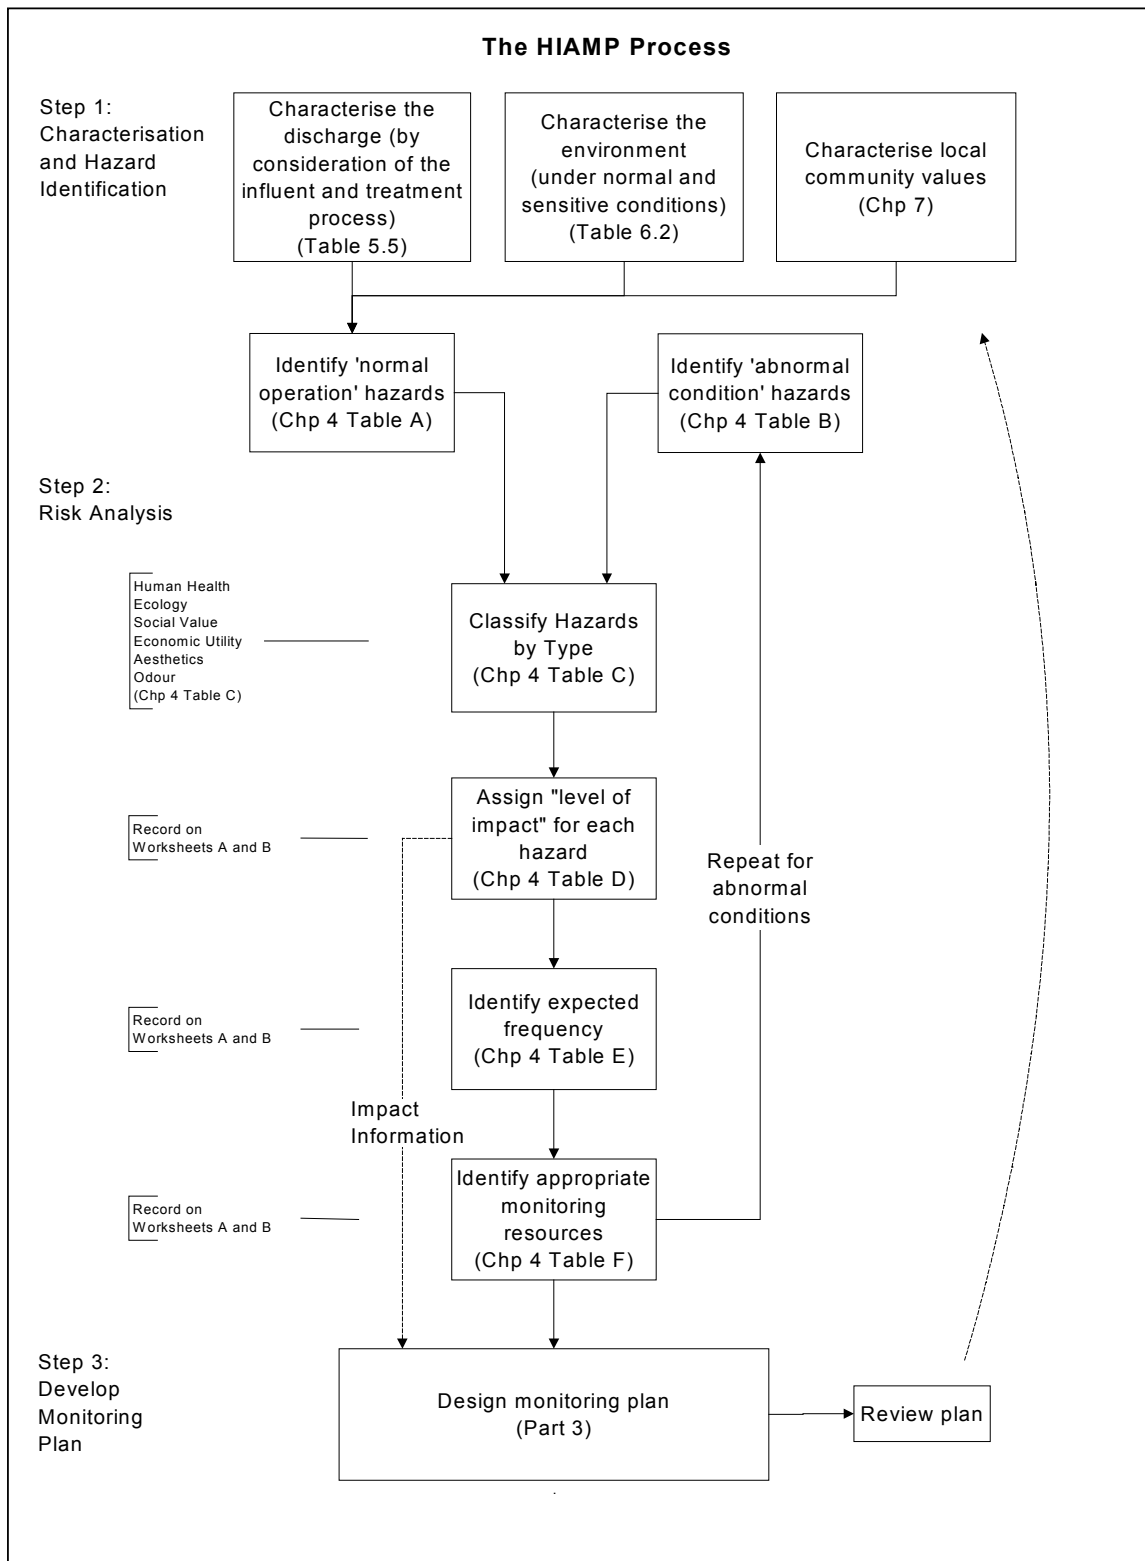 The HIAMP Process
Step 1:
Characterisation
and Hazard
Identification
Characterise the
discharge (by
consideration of the
influent and treatment
process)
(Table 5.5)
Characterise the
environment
(under normal and
sensitive conditions)
(Table 6.2)
Characterise local
community values
(Chp 7)
Identify 'normal
operation' hazards
(Chp 4 Table A)
Identify 'abnormal
condition' hazards
(Chp 4 Table B)
Step 2:
Risk Analysis
Human Health
Ecology
Social Value
Economic Utility
Aesthetics
Odour
(Chp 4 Table C)
Classify Hazards
by Type
(Chp 4 Table C)
Record on
Worksheets A and B
Assign "level of
impact" for each
hazard
(Chp 4 Table D)
Repeat for
abnormal
conditions
Record on
Worksheets A and B
Identify expected
frequency
(Chp 4 Table E)
Impact
Information
Record on
Worksheets A and B
Identify appropriate
monitoring
resources
(Chp 4 Table F)
Step 3:
Develop
Monitoring
Plan
Design monitoring plan
(Part 3)
Review plan